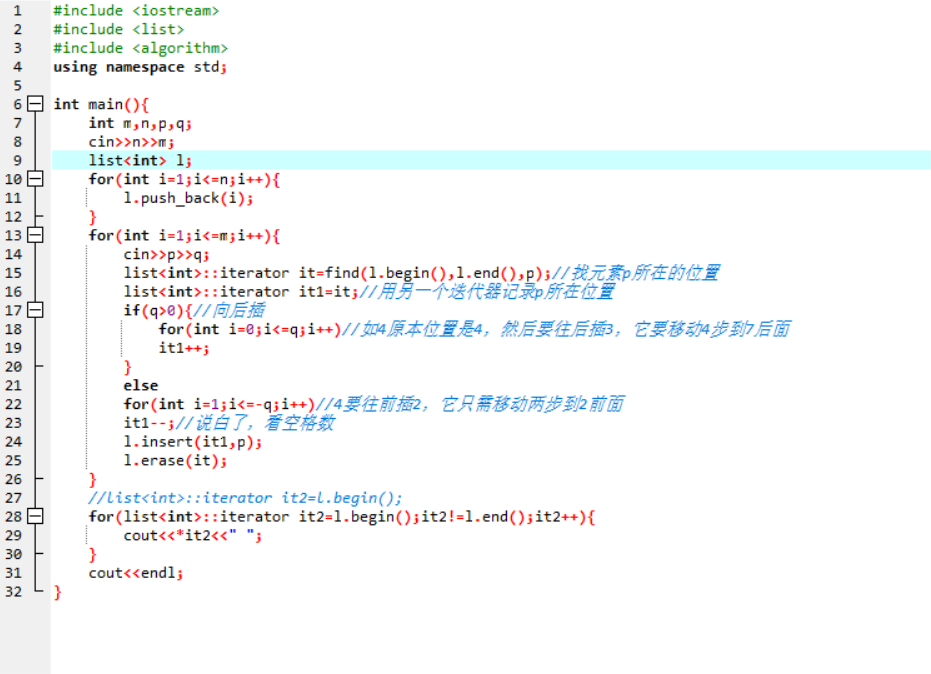 1 #include <iostream>
2 #include <list>
3 #include <algorithm>
4 using namespace std;
5
6 int main(){
7 int m,n,p,q;
8 cin>>n>>m;
9 list<int> l;
10 for(int i=1;i<=n;i++){
11 l.push_back(i);
12 }
13 for(int i=1;i<=m;i++){
14 cin>>p>>q;
15 list<int>::iterator it=find(l.begin(),l.end(),p);//找元素p所在的位置
16 list<int>::iterator it1=it;//用另一个迭代器记录p所在位置
17 if(q>0){//向后插
18 for(int i=0;i<=q;i++)//如4原本位置是4，然后要往后插3，它要移动4步到7后面
19 it1++;
20 }
21 else
22 for(int i=1;i<=-q;i++)//4要往前插2，它只需移动两步到2前面
23 it1--;//说白了，看空格数
24 l.insert(it1,p);
25 l.erase(it);
26 }
27 //list<int>::iterator it2=l.begin();
28 for(list<int>::iterator it2=l.begin();it2!=l.end();it2++){
29 cout<<*it2<<" ";
30 }
31 cout<<endl;
32 }